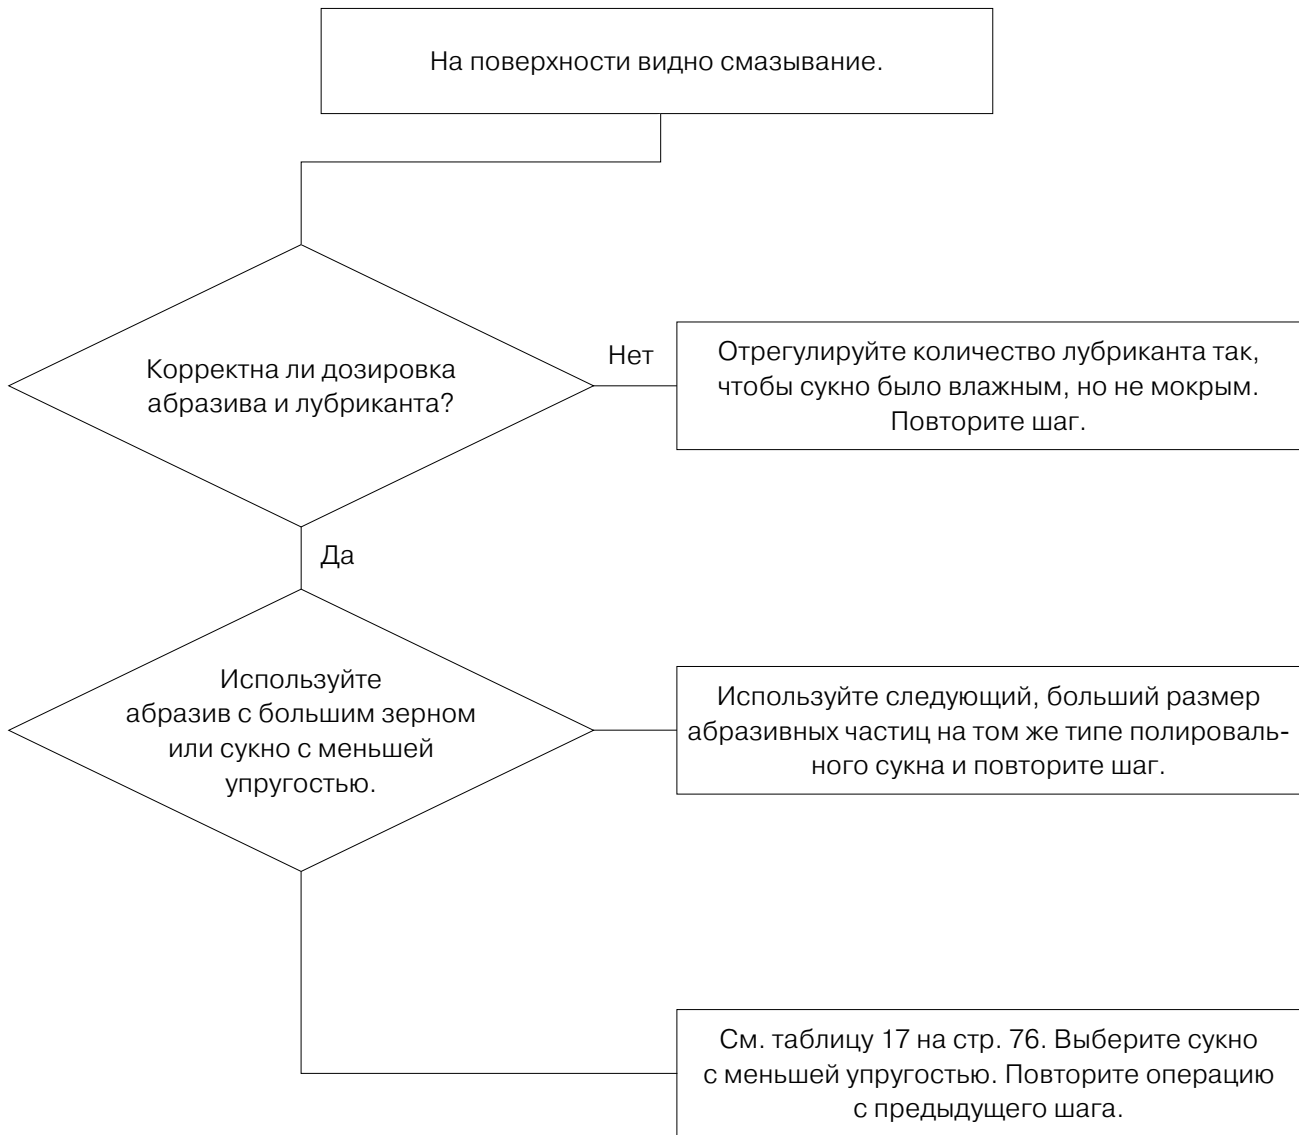 На поверхности видно смазывание.
Корректна ли дозировка
абразива и лубриканта?
Нет
Отрегулируйте количество лубриканта так,
чтобы сукно было влажным, но не мокрым.
Повторите шаг.
Да
Используйте
абразив с большим зерном
или сукно с меньшей
упругостью.
Используйте следующий, больший размер
абразивных частиц на том же типе полироваль-
ного сукна и повторите шаг.
См. таблицу 17 на стр. 76. Выберите сукно
с меньшей упругостью. Повторите операцию
с предыдущего шага.